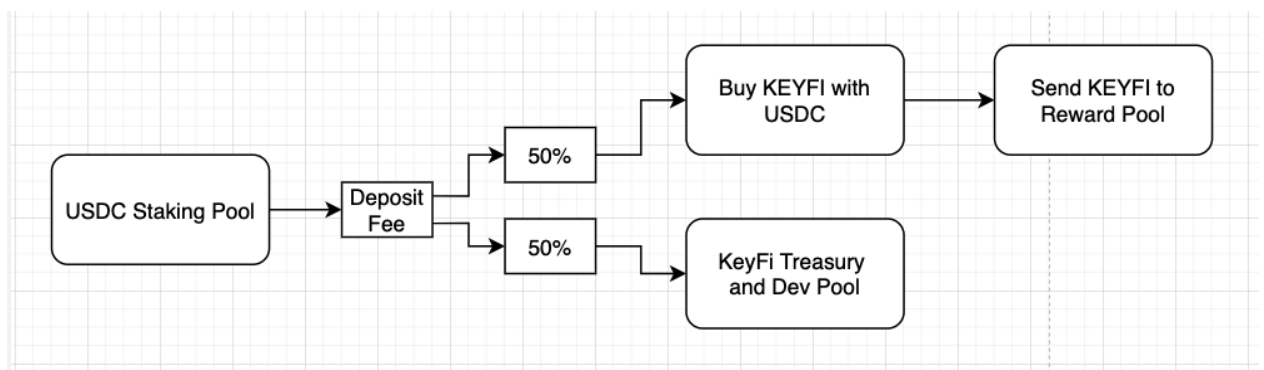 USDC Staking Pool
Deposit
Fee
50%
Buy KEYFI with
USDC
Send KEYFI to
Reward Pool
50%
KeyFi Treasury
and Dev Pool